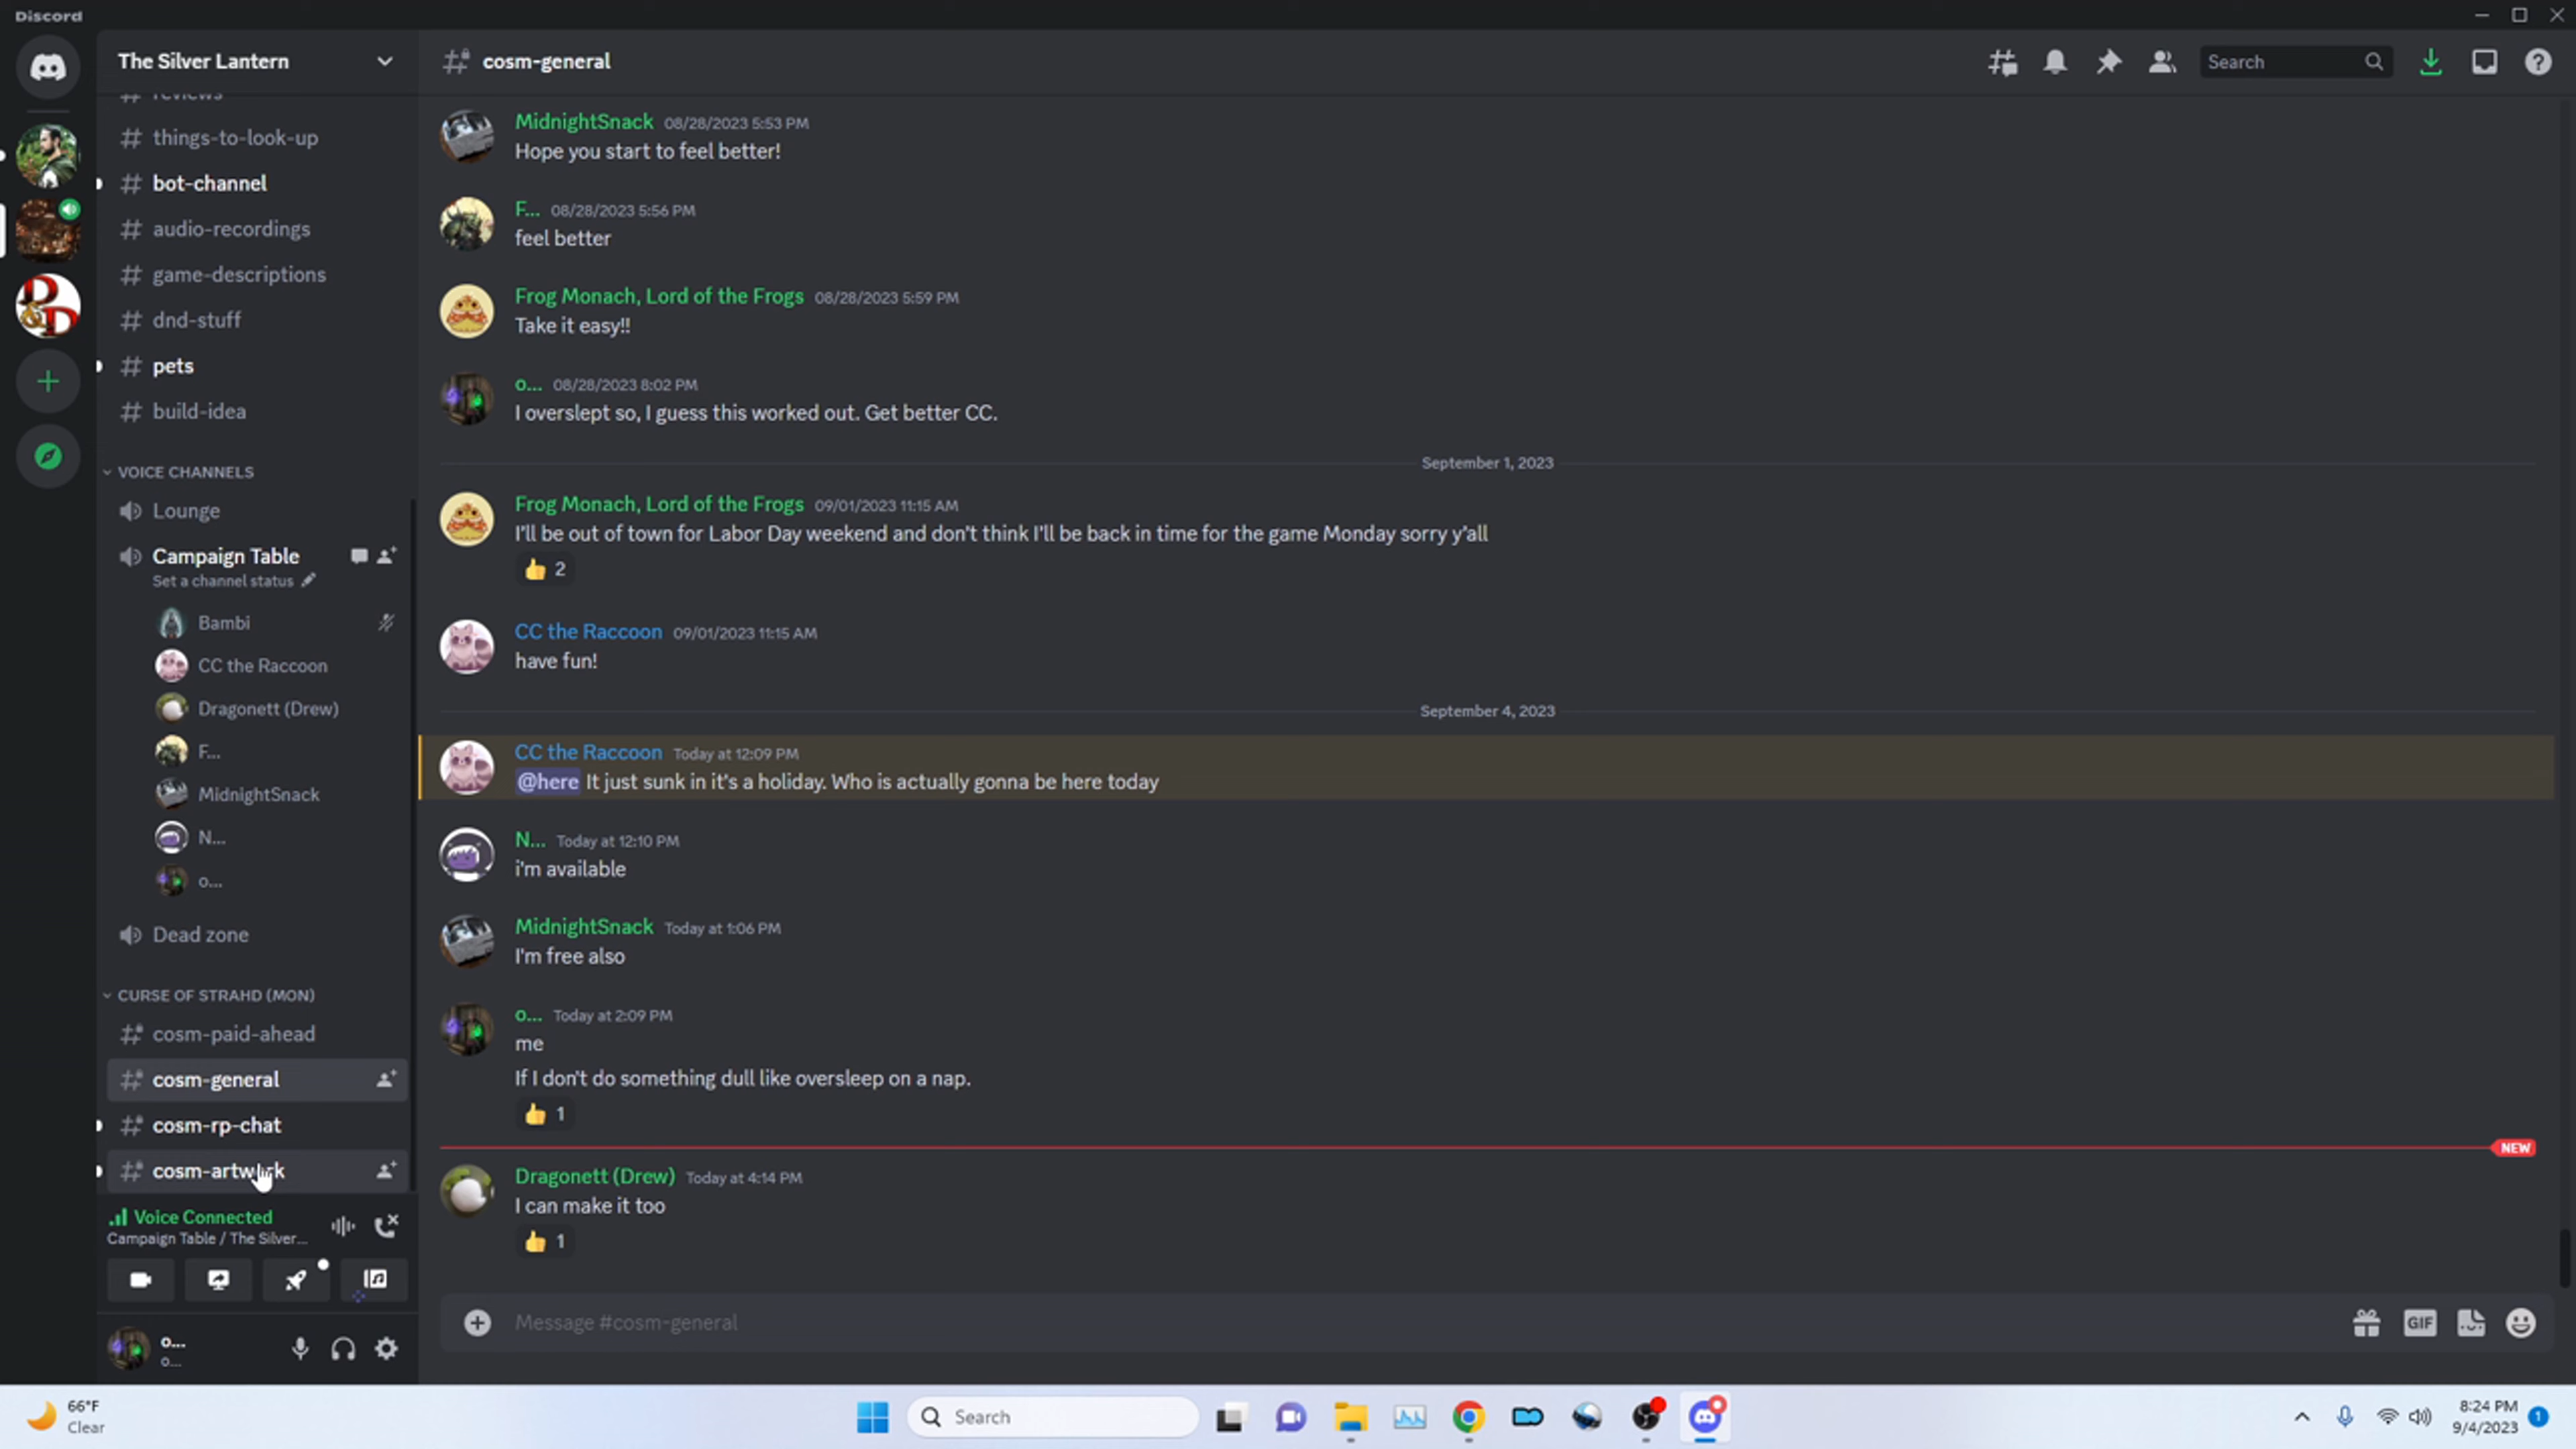 Discord
The Silver Lantern
cosm-general
Search
reviews
things-to-look-up
bot-channel
audio-recordings
game-descriptions
dnd-stuff
pets
build-idea
VOICE CHANNELS
Lounge
Campaign Table
Set a channel status
Bambi
CC the Raccoon
Dragonett (Drew)
F...
MidnightSnack
N...
o...
Dead zone
CURSE OF STRAHD (MON)
cosm-paid-ahead
cosm-general
cosm-rp-chat
cosm-artwork
Voice Connected
Campaign Table / The Silver...
o...
o...
MidnightSnack 08/28/2023 5:53 PM
Hope you start to feel better!
F... 08/28/2023 5:56 PM
feel better
Frog Monach, Lord of the Frogs 08/28/2023 5:59 PM
Take it easy!!
o... 08/28/2023 8:02 PM
I overslept so, I guess this worked out. Get better CC.
September 1, 2023
Frog Monach, Lord of the Frogs 09/01/2023 11:15 AM
I'll be out of town for Labor Day weekend and don't think I'll be back in time for the game Monday sorry y'all
👍 2
CC the Raccoon 09/01/2023 11:15 AM
have fun!
September 4, 2023
CC the Raccoon Today at 12:09 PM
@here It just sunk in it's a holiday. Who is actually gonna be here today
N... Today at 12:10 PM
i'm available
MidnightSnack Today at 1:06 PM
I'm free also
o... Today at 2:09 PM
me
If I don't do something dull like oversleep on a nap.
👍 1
NEW
Dragonett (Drew) Today at 4:14 PM
I can make it too
👍 1
Message #cosm-general
GIF
66°F
Clear
Search
8:24 PM
9/4/2023
1
D&D